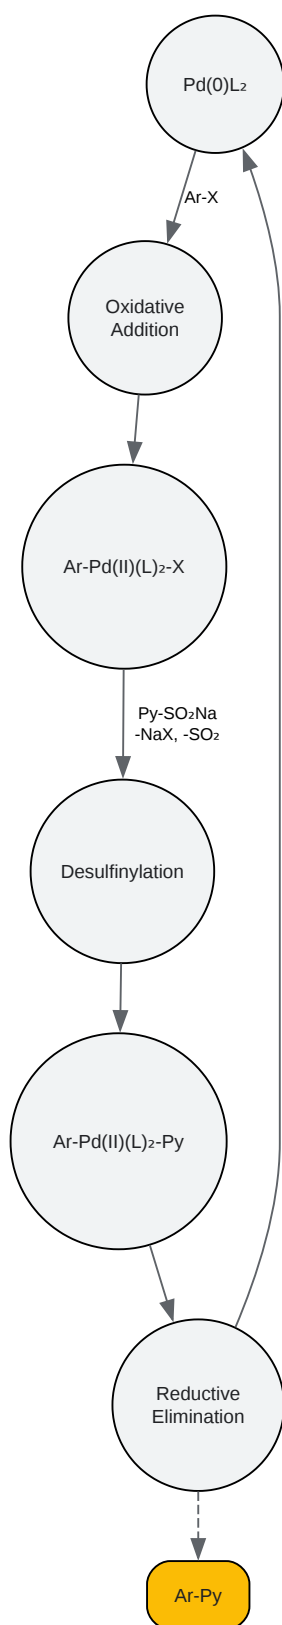 Pd(0)L₂
Ar-X
Oxidative
Addition
Ar-Pd(II)(L)₂-X
Py-SO₂Na
-NaX, -SO₂
Desulfinylation
Ar-Pd(II)(L)₂-Py
Reductive
Elimination
Ar-Py